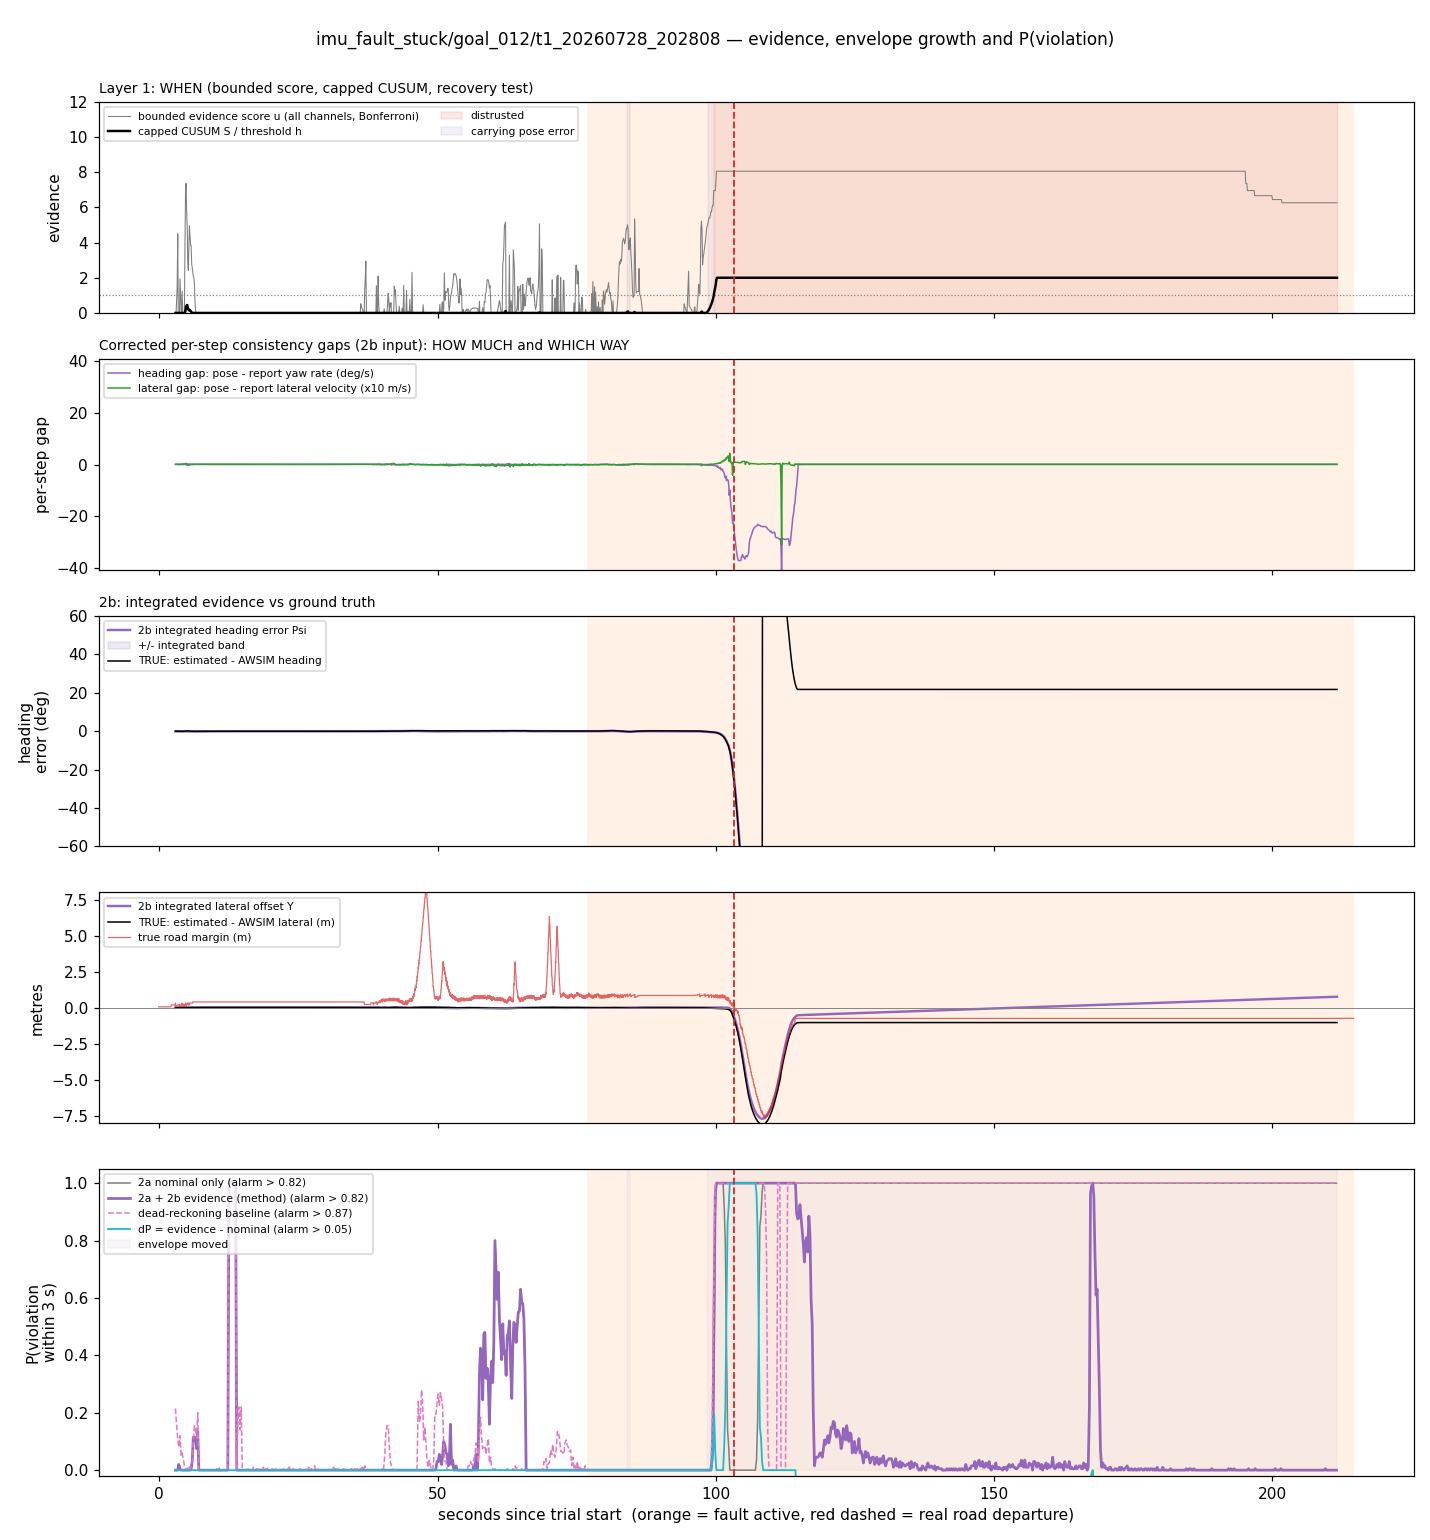 imu_fault_stuck/goal_012/t1_20260728_202808 — evidence, envelope growth and P(violation)
Layer 1: WHEN (bounded score, capped CUSUM, recovery test)
bounded evidence score u (all channels, Bonferroni)
capped CUSUM S / threshold h
distrusted
carrying pose error
evidence
12
10
8
6
4
2
0
Corrected per-step consistency gaps (2b input): HOW MUCH and WHICH WAY
heading gap: pose - report yaw rate (deg/s)
lateral gap: pose - report lateral velocity (x10 m/s)
per-step gap
40
20
0
−20
−40
2b: integrated evidence vs ground truth
2b integrated heading error Psi
+/- integrated band
TRUE: estimated - AWSIM heading
heading
error (deg)
60
40
20
0
−20
−40
−60
2b integrated lateral offset Y
TRUE: estimated - AWSIM lateral (m)
true road margin (m)
metres
7.5
5.0
2.5
0.0
−2.5
−5.0
−7.5
2a nominal only (alarm > 0.82)
2a + 2b evidence (method) (alarm > 0.82)
dead-reckoning baseline (alarm > 0.87)
dP = evidence - nominal (alarm > 0.05)
envelope moved
P(violation
within 3 s)
1.0
0.8
0.6
0.4
0.2
0.0
0
50
100
150
200
seconds since trial start  (orange = fault active, red dashed = real road departure)